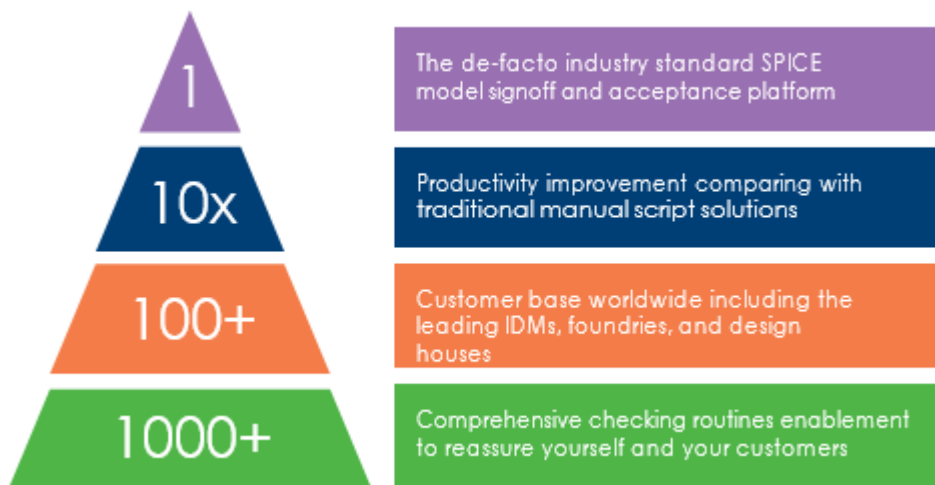 1
The de-facto industry standard SPICE
model signoff and acceptance platform
10x
Productivity improvement comparing with
traditional manual script solutions
100+
Customer base worldwide including the
leading IDMs, foundries, and design
houses
1000+
Comprehensive checking routines enablement
to reassure yourself and your customers